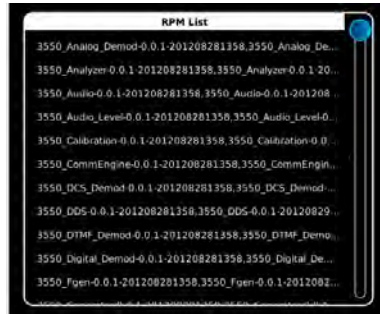 RPM List
3550_Analog_Demod-0.0.1-201208281358,3550_Analog_De...
3550_Analyzer-0.0.1-201208281358,3550_Analyzer-0.0.1-20...
3550_Audio-0.0.1-201208281358,3550_Audio-0.0.1-201208...
3550_Audio_Level-0.0.1-201208281358,3550_Audio_Level-0...
3550_Calibration-0.0.1-201208281358,3550_Calibration-0.0...
3550_CommEngine-0.0.1-201208281358,3550_CommEngin...
3550_DCS_Demod-0.0.1-201208281358,3550_DCS_Demod-...
3550_DDS-0.0.1-201208281358,3550_DDS-0.0.1-20120829...
3550_DTMF_Demod-0.0.1-201208281358,3550_DTMF_Demo...
3550_Digital_Demod-0.0.1-201208281358,3550_Digital_De...
3550_Fgen-0.0.1-201208281358,3550_Fgen-0.0.1-2012082...